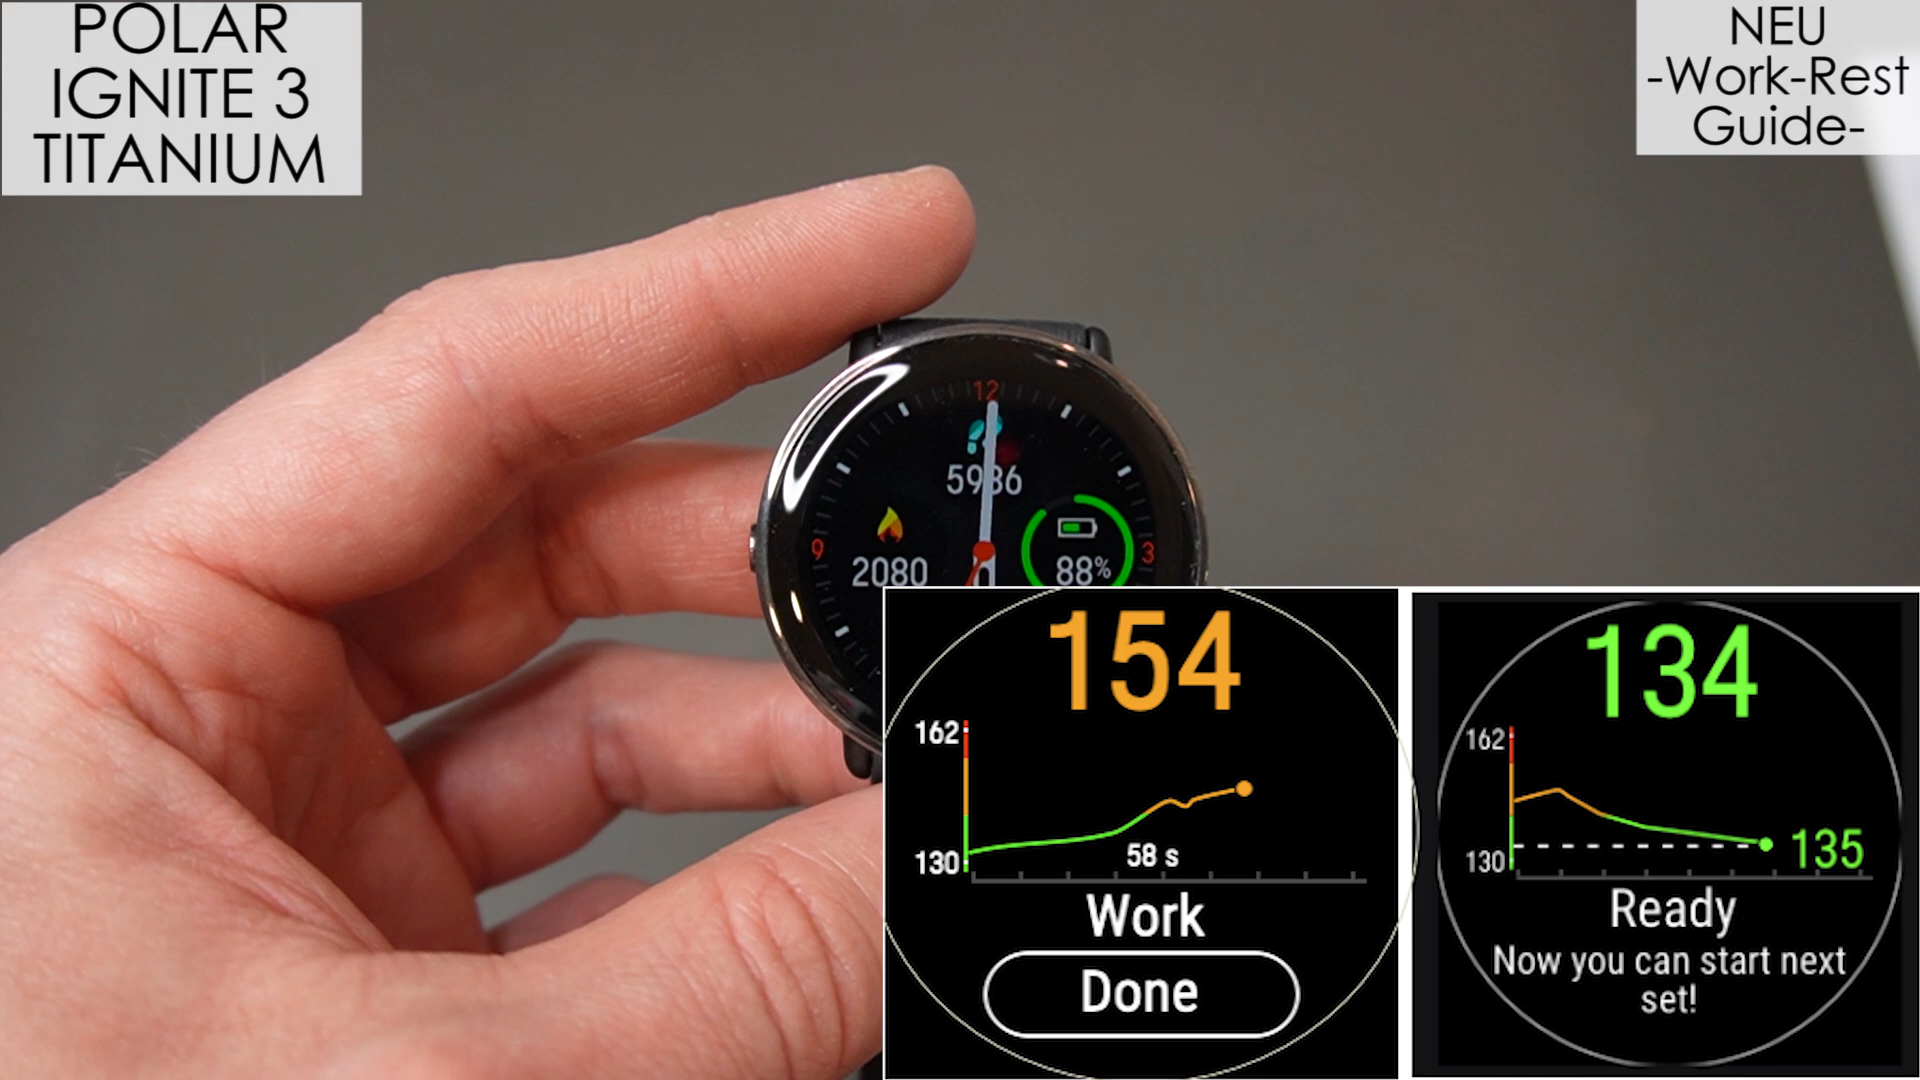 POLAR
IGNITE 3
TITANIUM
NEU
-Work-Rest
Guide-
12
5936
9
2080
88%
3
154
162
130
58 s
Work
Done
134
162
130
135
Ready
Now you can start next
set!